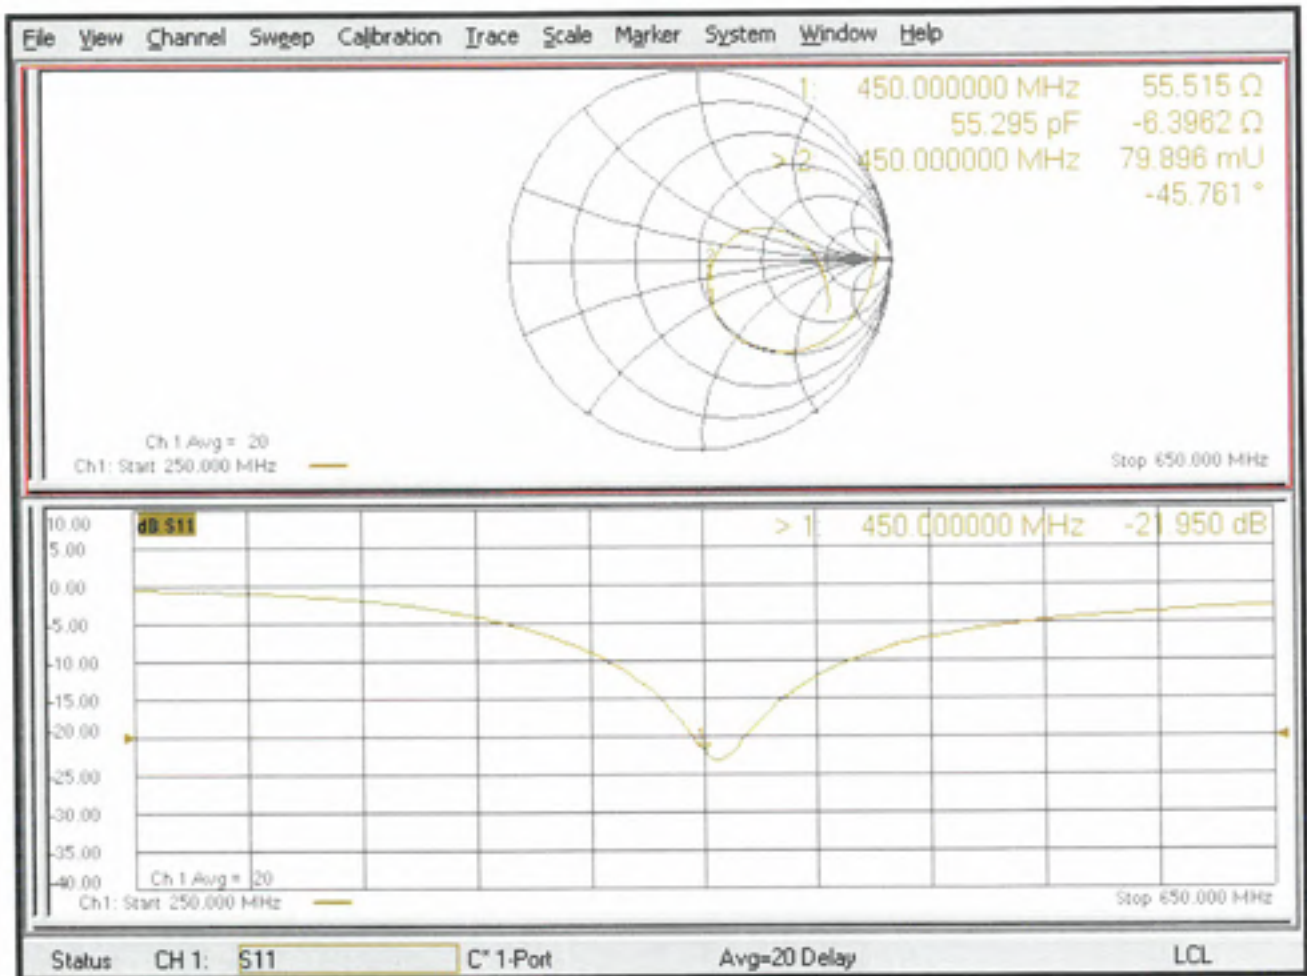 File View Channel Sweep Calibration Trace Scale Marker System Window Help
1: 450.000000 MHz 55.515 Ω
55.295 pF -6.3962 Ω
> 2: 450.000000 MHz 79.896 mU
-45.761 °
Ch 1 Avg = 20
Ch1: Start 250.000 MHz
Stop 650.000 MHz
10.00
dB S11
> 1: 450.000000 MHz -21.950 dB
5.00
0.00
-5.00
-10.00
-15.00
-20.00
-25.00
-30.00
-35.00
-40.00
Ch 1 Avg = 20
Ch1: Start 250.000 MHz
Stop 650.000 MHz
Status CH 1: S11 C* 1-Port Avg=20 Delay LCL